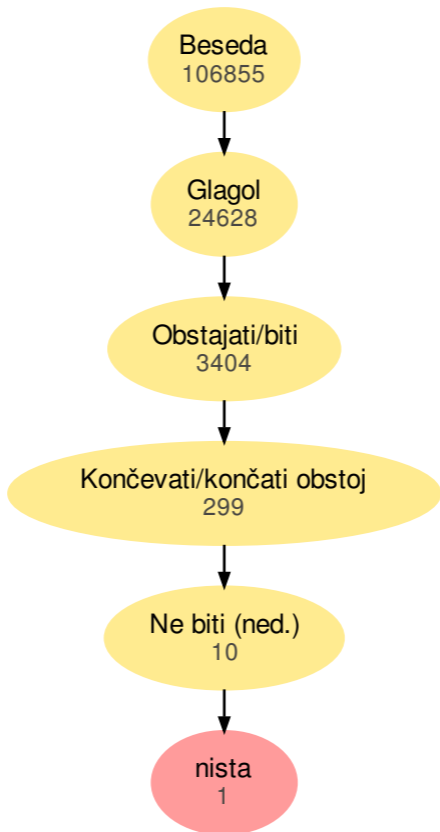 Beseda
106855
Glagol
24628
Obstajati/biti
3404
Končevati/končati obstoj
299
Ne biti (ned.)
10
nista
1